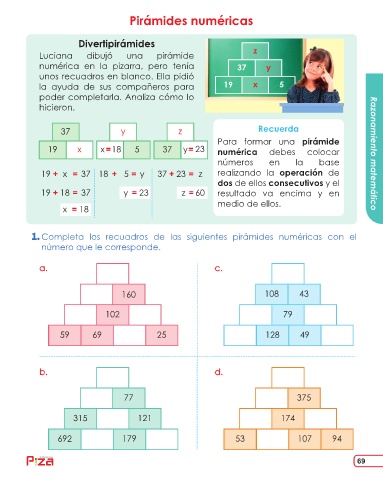 Pirámides numéricas
Divertipirámides
Luciana dibujó una pirámide
numérica en la pizarra, pero tenía
unos recuadros en blanco. Ella pidió
la ayuda de sus compañeros para
poder completarla. Analiza cómo lo
hicieron.
z
37 y
19 x 5
37
19 x
y
x = 18 5
z
37 y = 23
19 + x = 37
19 + 18 = 37
x = 18
18 + 5 = y
y = 23
37 + 23 = z
z = 60
Recuerda
Para formar una pirámide
numérica debes colocar
números en la base
realizando la operación de
dos de ellos consecutivos y el
resultado va encima y en
medio de ellos.
Razonamiento matemático
1. Completa los recuadros de las siguientes pirámides numéricas con el
número que le corresponde.
a.
160
102
59 69 25
c.
108 43
79
128 49
b.
77
315 121
692 179
d.
375
174
53 107 94
Pizza
69